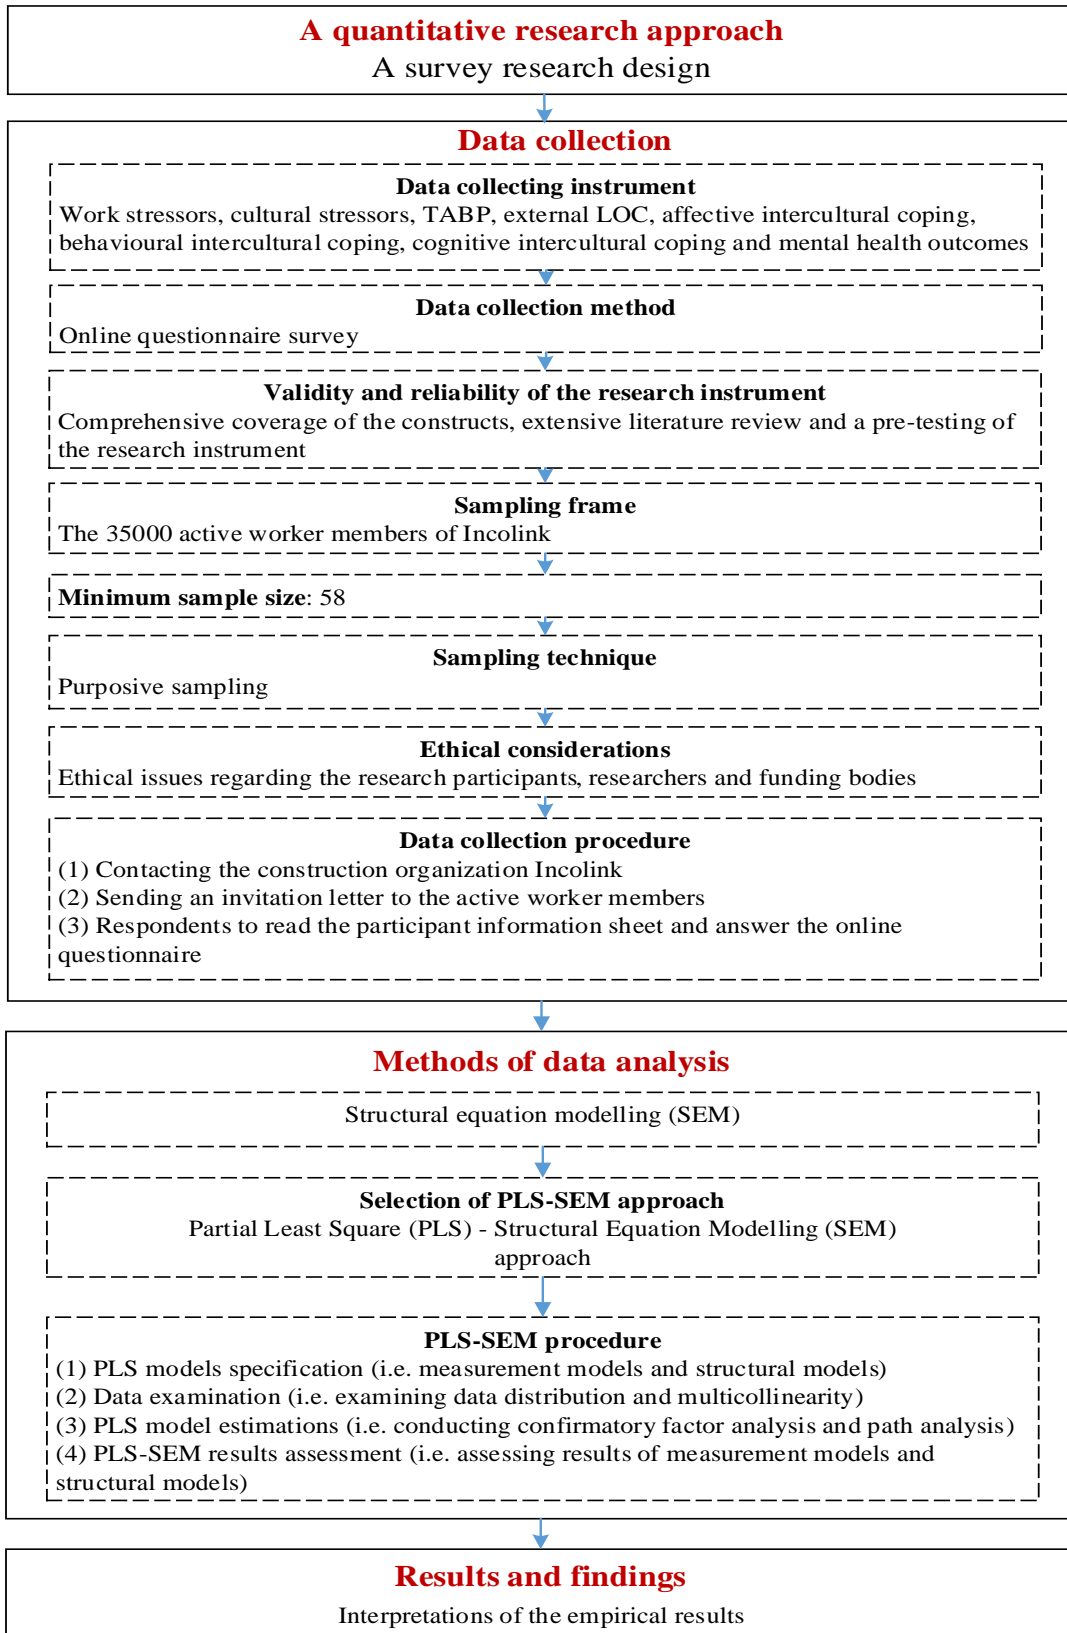 A quantitative research approach
A survey research design
Data collection
Data collecting instrument
Work stressors, cultural stressors, TABP, external LOC, affective intercultural coping,
behavioural intercultural coping, cognitive intercultural coping and mental health outcomes
Data collection method
Online questionnaire survey
Validity and reliability of the research instrument
Comprehensive coverage of the constructs, extensive literature review and a pre-testing of
the research instrument
Sampling frame
The 35000 active worker members of Incolink
Minimum sample size: 58
Sampling technique
Purposive sampling
Ethical considerations
Ethical issues regarding the research participants, researchers and funding bodies
Data collection procedure
(1) Contacting the construction organization Incolink
(2) Sending an invitation letter to the active worker members
(3) Respondents to read the participant information sheet and answer the online
questionnaire
Methods of data analysis
Structural equation modelling (SEM)
Selection of PLS-SEM approach
Partial Least Square (PLS) - Structural Equation Modelling (SEM)
approach
PLS-SEM procedure
(1) PLS models specification (i.e. measurement models and structural models)
(2) Data examination (i.e. examining data distribution and multicollinearity)
(3) PLS model estimations (i.e. conducting confirmatory factor analysis and path analysis)
(4) PLS-SEM results assessment (i.e. assessing results of measurement models and
structural models)
Results and findings
Interpretations of the empirical results